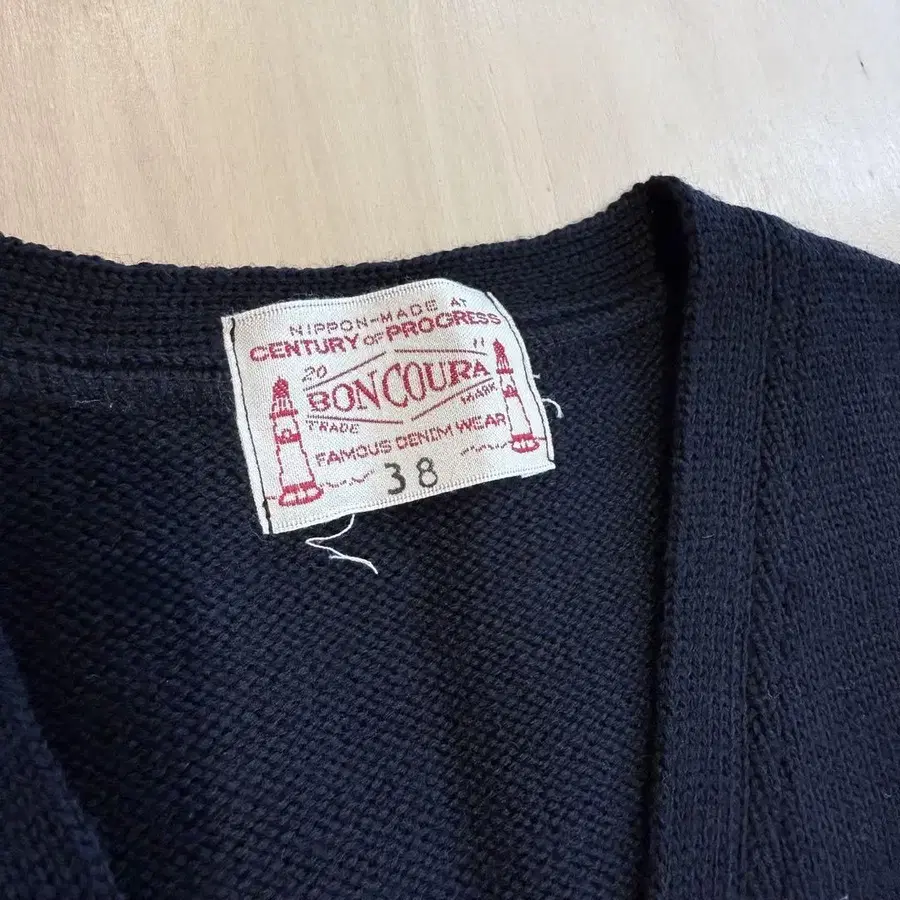 NIPPON-MADE AT
CENTURY OF PROGRESS
20 11
BONCOURA
TRADE MARK
FAMOUS DENIM WEAR
38